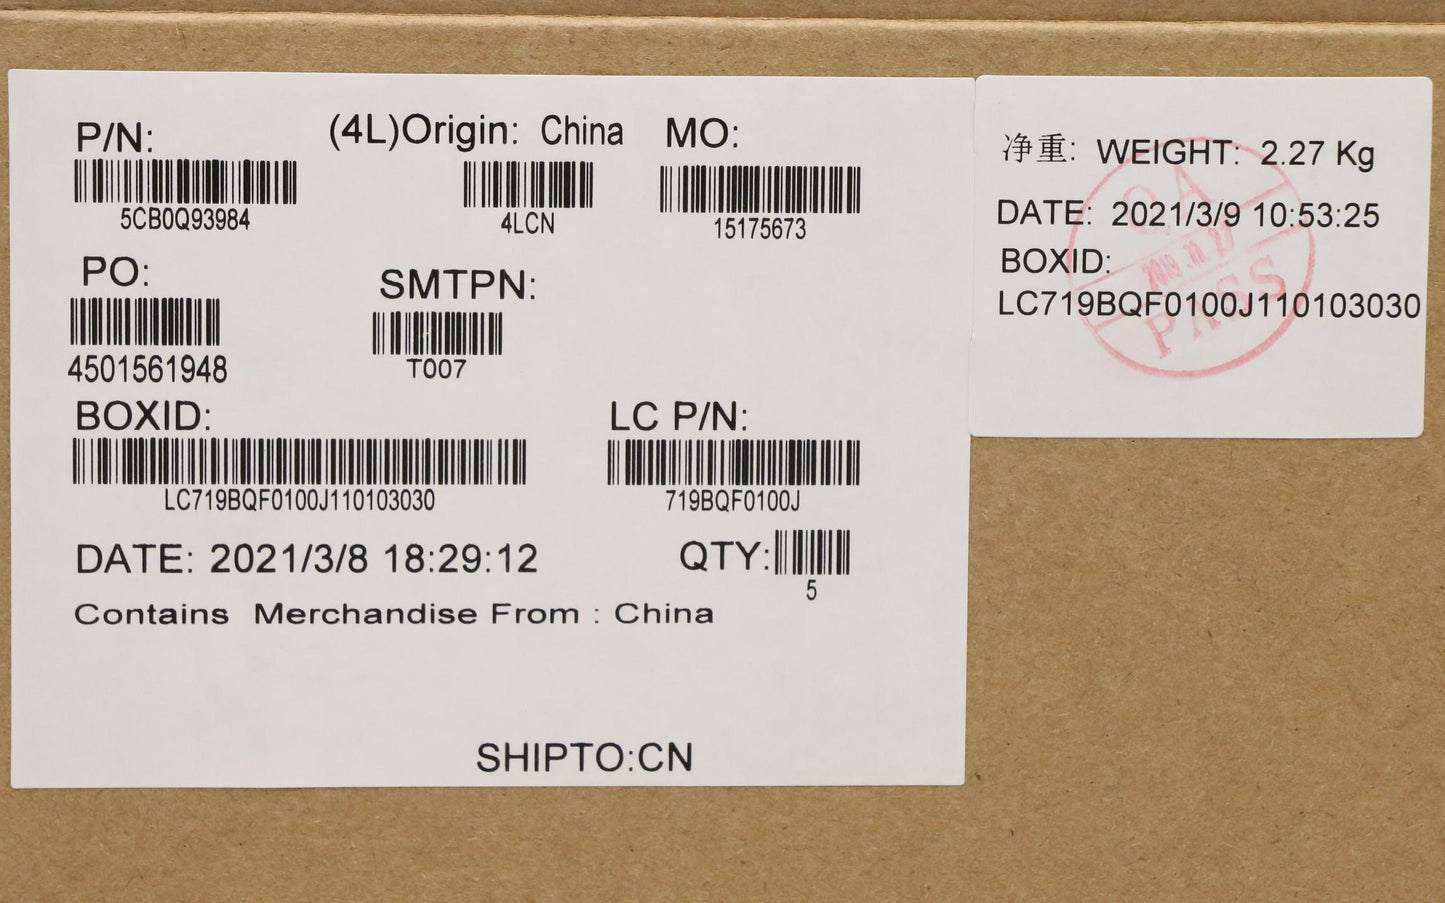 P/N:
5CB0Q93984
(4L)Origin: China
4LCN
MO:
15175673
PO:
4501561948
SMTPN:
T007
BOXID:
LC719BQF0100J110103030
LC P/N:
719BQF0100J
DATE: 2021/3/8 18:29:12
QTY:
5
Contains Merchandise From : China
SHIPTO:CN
净重: WEIGHT: 2.27 Kg
DATE: 2021/3/9 10:53:25
BOXID:
LC719BQF0100J110103030
PASS